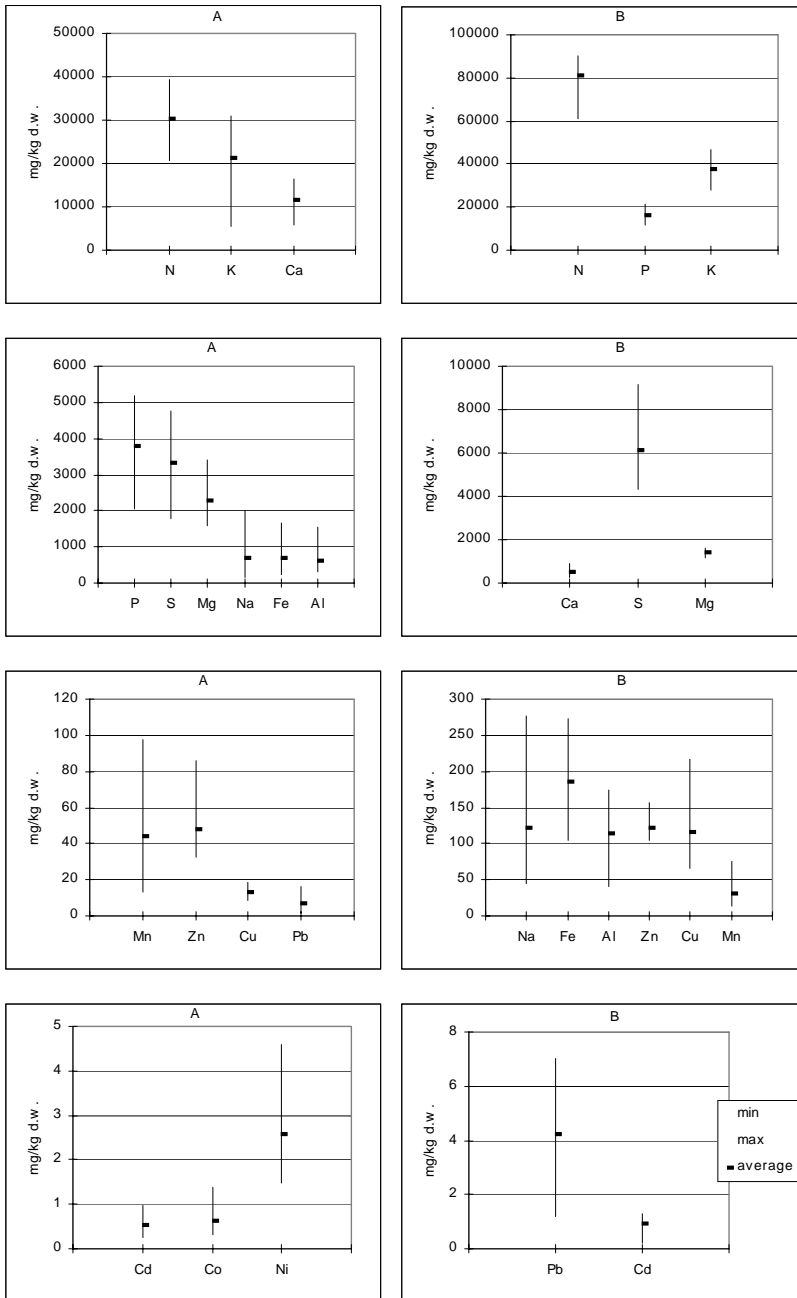 A
50000
40000
30000
20000
10000
0
mg/kg d.w.
N K Ca
B
100000
80000
60000
40000
20000
0
mg/kg d.w.
N P K
A
6000
5000
4000
3000
2000
1000
0
mg/kg d.w.
P S Mg Na Fe Al
B
10000
8000
6000
4000
2000
0
mg/kg d.w.
Ca S Mg
A
120
100
80
60
40
20
0
mg/kg d.w.
Mn Zn Cu Pb
B
300
250
200
150
100
50
0
mg/kg d.w.
Na Fe Al Zn Cu Mn
A
5
4
3
2
1
0
mg/kg d.w.
Cd Co Ni
B
8
6
4
2
0
mg/kg d.w.
Pb Cd
min
max
average